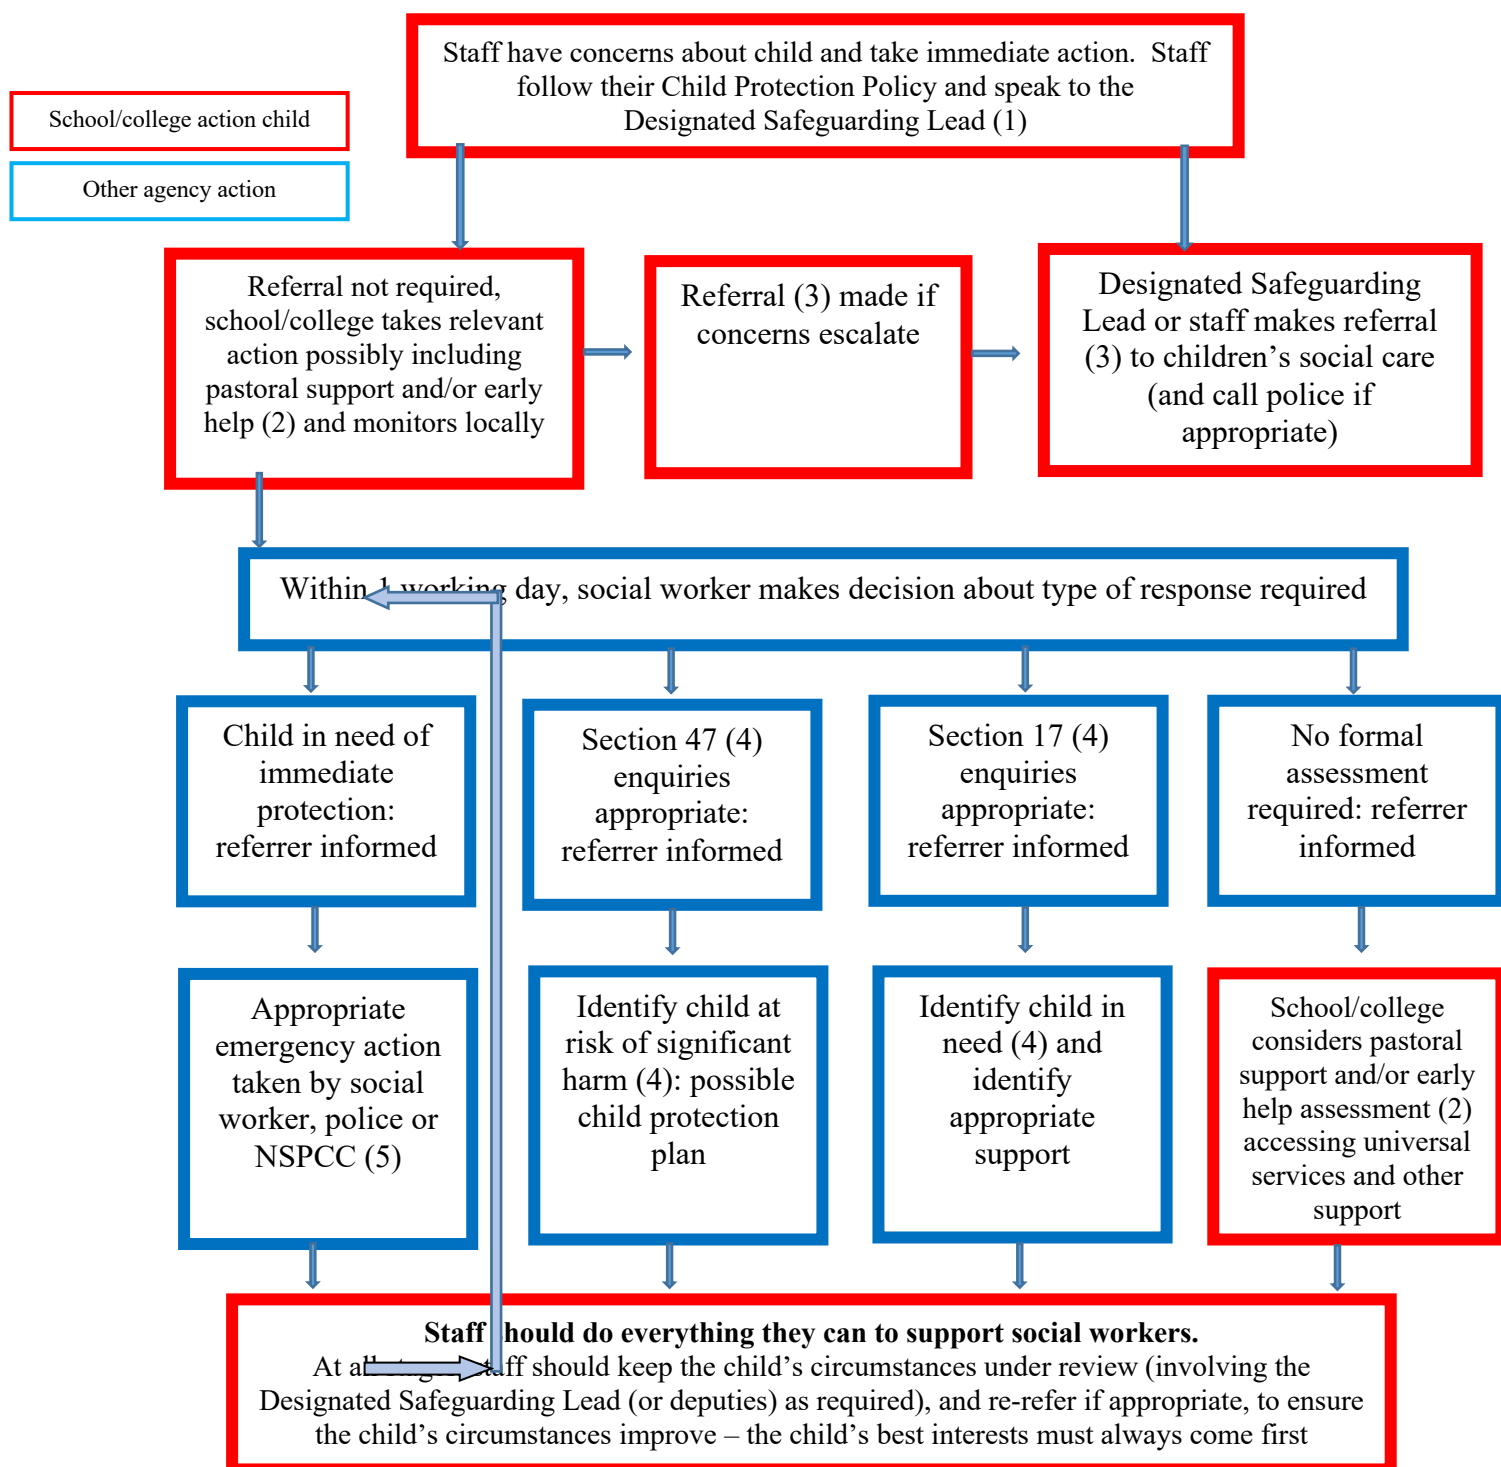 Staff have concerns about child and take immediate action.  Staff
follow their Child Protection Policy and speak to the
Designated Safeguarding Lead (1)
School/college action child
Other agency action
Referral not required,
school/college takes relevant
action possibly including
pastoral support and/or early
help (2) and monitors locally
Referral (3) made if
concerns escalate
Designated Safeguarding
Lead or staff makes referral
(3) to children’s social care
(and call police if
appropriate)
Within 1 working day, social worker makes decision about type of response required
Child in need of
immediate
protection:
referrer informed
Section 47 (4)
enquiries
appropriate:
referrer informed
Section 17 (4)
enquiries
appropriate:
referrer informed
No formal
assessment
required: referrer
informed
Appropriate
emergency action
taken by social
worker, police or
NSPCC (5)
Identify child at
risk of significant
harm (4): possible
child protection
plan
Identify child in
need (4) and
identify
appropriate
support
School/college
considers pastoral
support and/or early
help assessment (2)
accessing universal
services and other
support
Staff should do everything they can to support social workers.
At all stages staff should keep the child’s circumstances under review (involving the
Designated Safeguarding Lead (or deputies) as required), and re-refer if appropriate, to ensure
the child’s circumstances improve – the child’s best interests must always come first